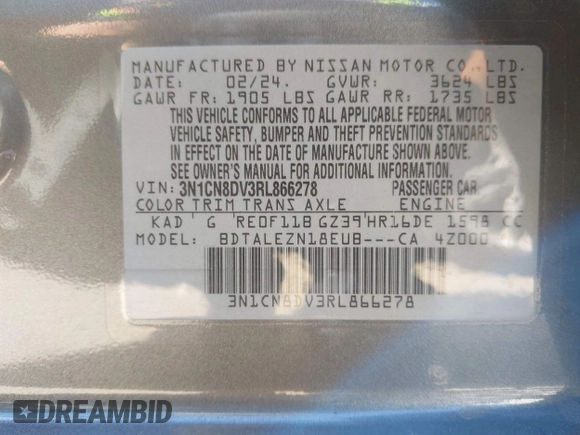 MANUFACTURED BY NISSAN MOTOR CO., LTD.
DATE: 02/24. GVWR: 3624 LBS
GAWR FR: 1905 LBS GAWR RR: 1735 LBS
THIS VEHICLE CONFORMS TO ALL APPLICABLE FEDERAL MOTOR
VEHICLE SAFETY, BUMPER AND THEFT PREVENTION STANDARDS
IN EFFECT ON THE DATE OF MANUFACTURE SHOWN ABOVE.
SEE OWNER'S MANUAL FOR ADDITIONAL INFORMATION.
VIN: 3N1CN8DV3RL866278 PASSENGER CAR
COLOR TRIM TRANS AXLE ENGINE
KAD G RE0F11B GZ39 HR16DE 1598 CC
MODEL: BDTALEZN18EUB---CA 4Z000
3N1CN8DV3RL866278
DREAMBID